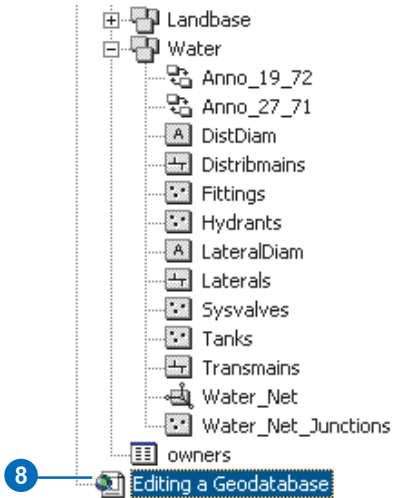 Landbase
Water
Anno_19_72
Anno_27_71
A DistDiam
Distribmains
Fittings
Hydrants
A LateralDiam
Laterals
Sysvalves
Tanks
Transmains
Water_Net
Water_Net_Junctions
owners
8 Editing a Geodatabase